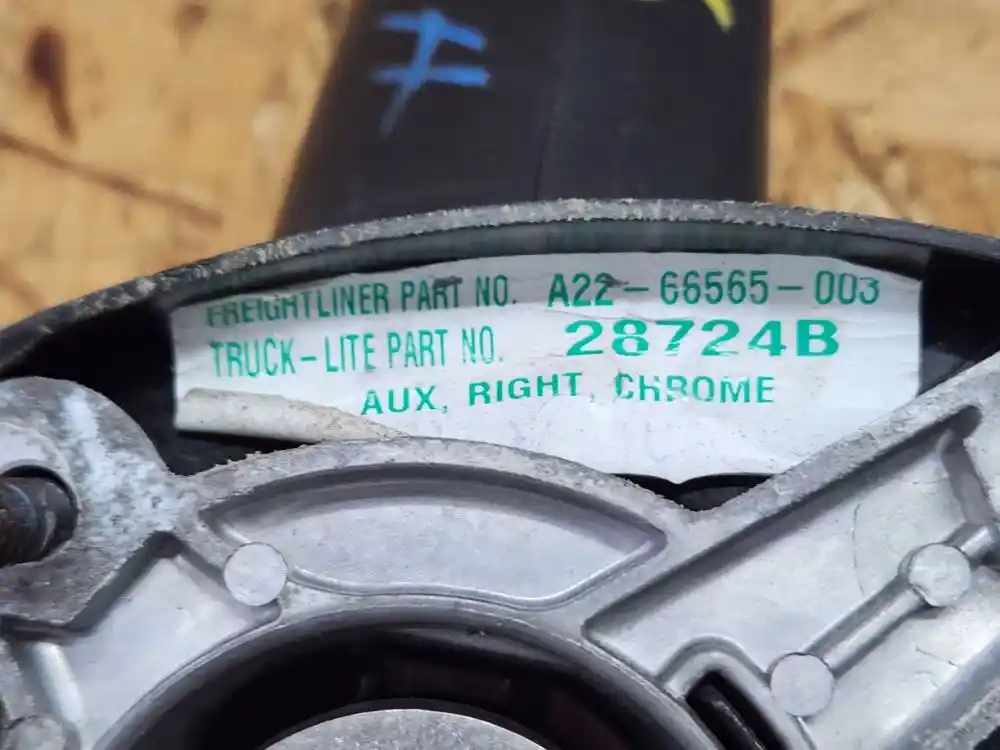 FREIGHTLINER PART NO. A22-66565-003
TRUCK-LITE PART NO. 28724B
AUX, RIGHT, CHROME